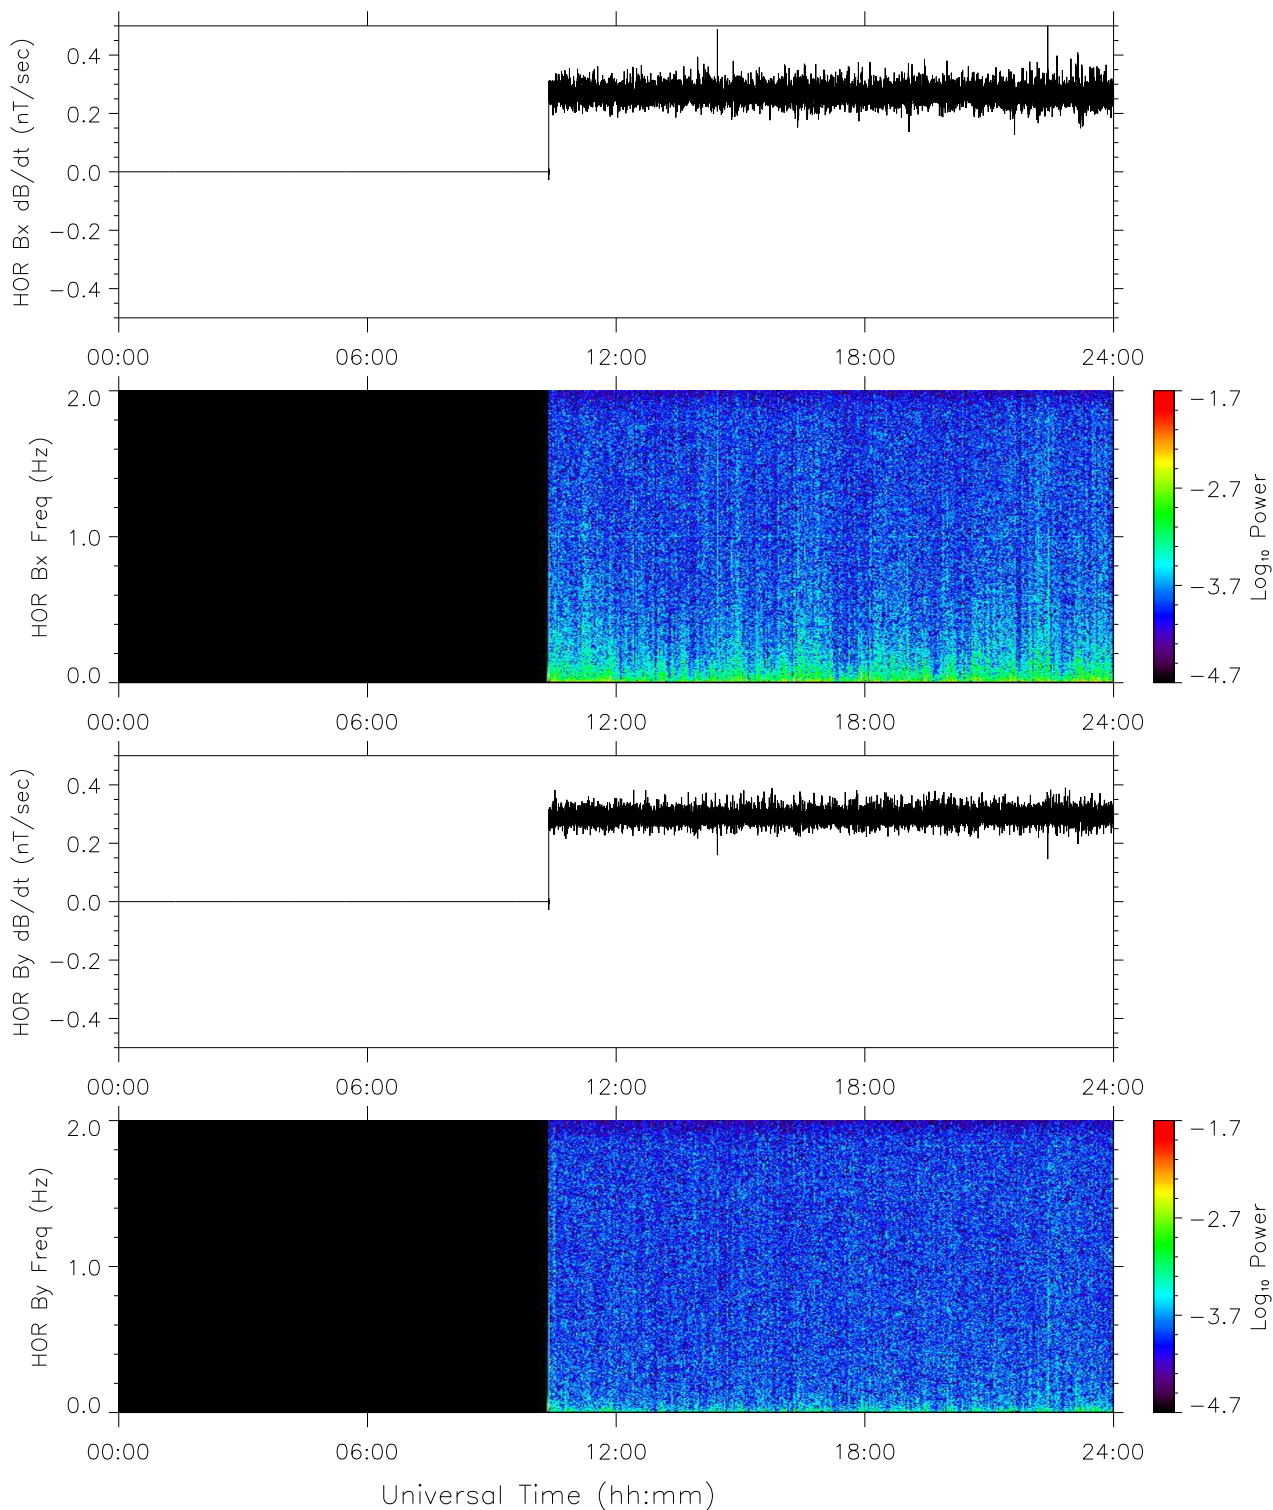 HOR Bx dB/dt (nT/sec)
0.4
0.2
0.0
−0.2
−0.4
00:00 06:00 12:00 18:00 24:00
HOR Bx Freq (Hz)
2.0
1.0
0.0
−1.7
−2.7
−3.7
−4.7
Log10 Power
00:00 06:00 12:00 18:00 24:00
HOR By dB/dt (nT/sec)
0.4
0.2
0.0
−0.2
−0.4
00:00 06:00 12:00 18:00 24:00
HOR By Freq (Hz)
2.0
1.0
0.0
−1.7
−2.7
−3.7
−4.7
Log10 Power
00:00 06:00 12:00 18:00 24:00
Universal Time (hh:mm)